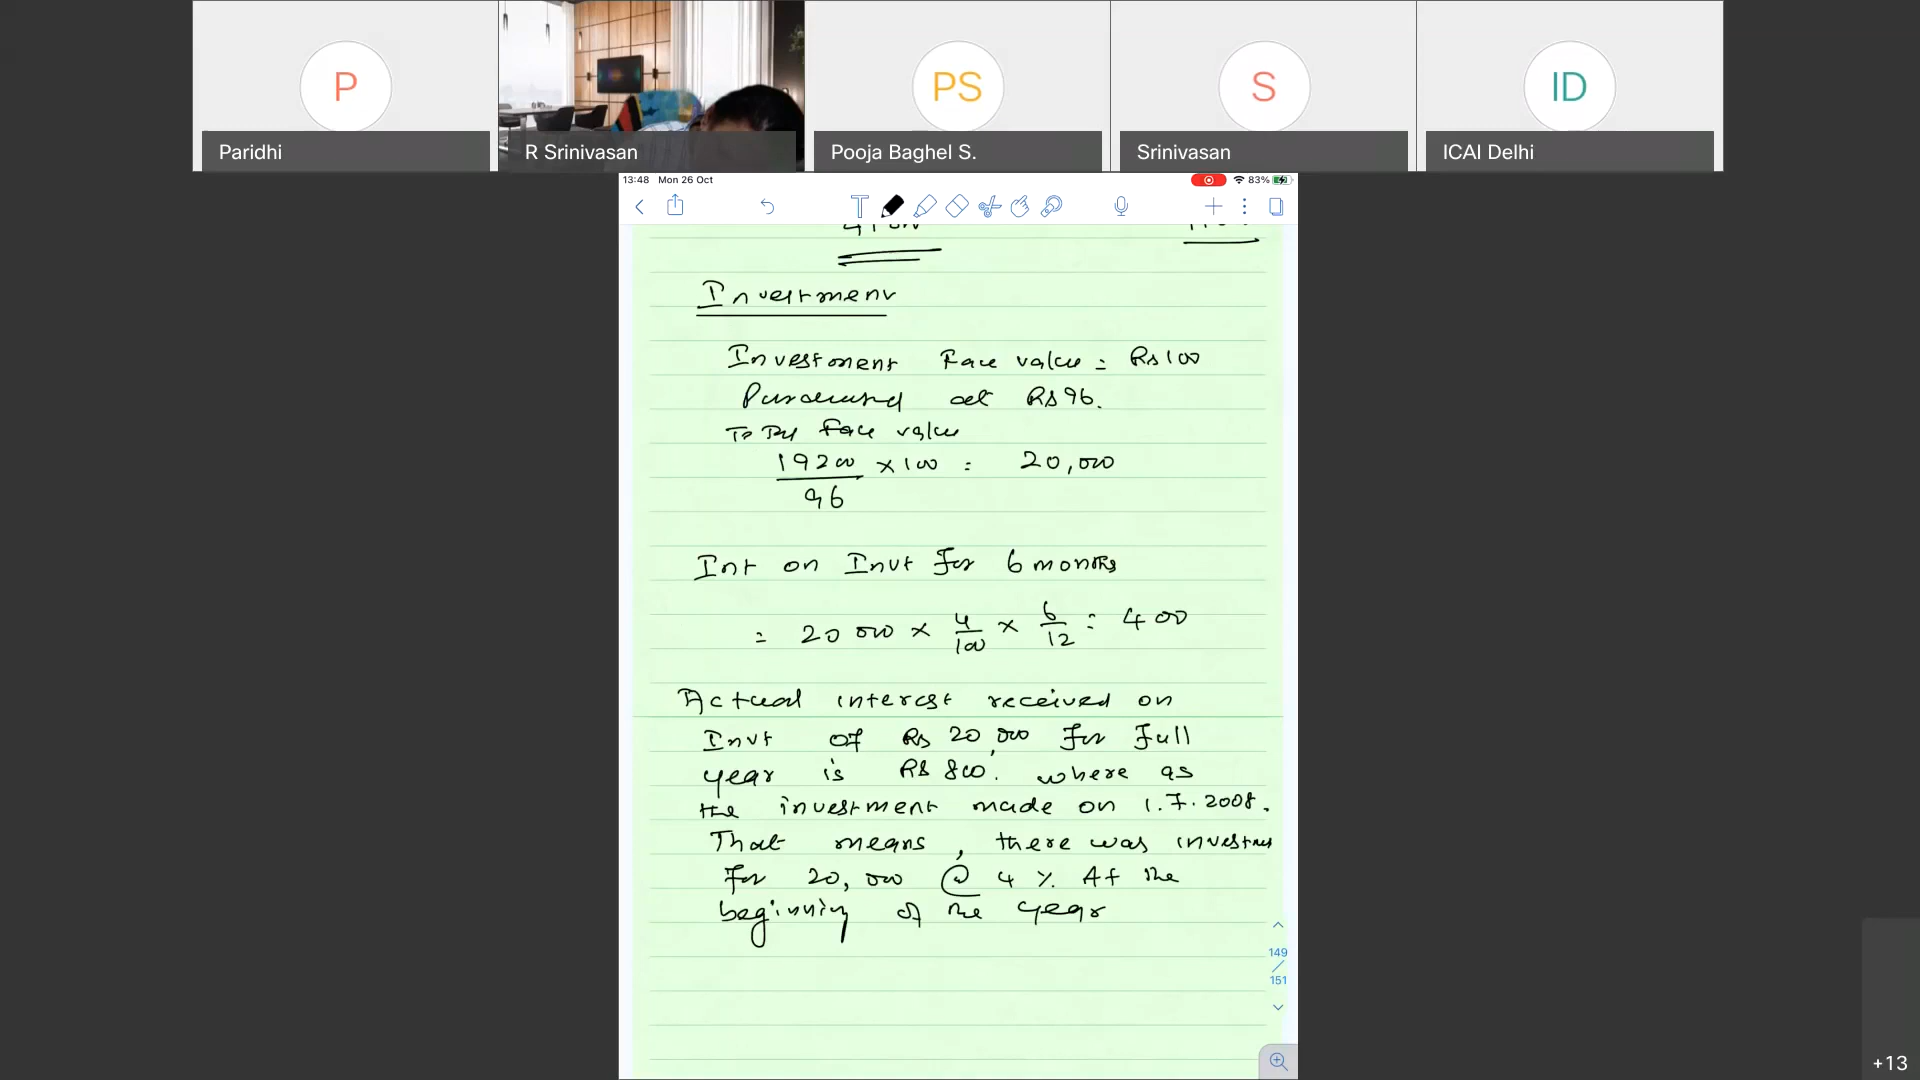 P
PS
S
ID
Paridhi
R Srinivasan
Pooja Baghel S.
Srinivasan
ICAI Delhi
13:48 Mon 26 Oct
83%
T
Investment
Investment Face value = Rs 100
Purchased at Rs 96.
Face value
19200 × 100 = 20,000
96
Int on Invt for 6 months
= 20 000 × 4/100 × 6/12 = 400
Actual interest received on
Invt of Rs 20,000 for full
year is Rs 800. where as
the investment made on 1.7.2008.
That means, there was investment
for 20,000 @ 4 % At the
beginning of the year
149
/
151
+13